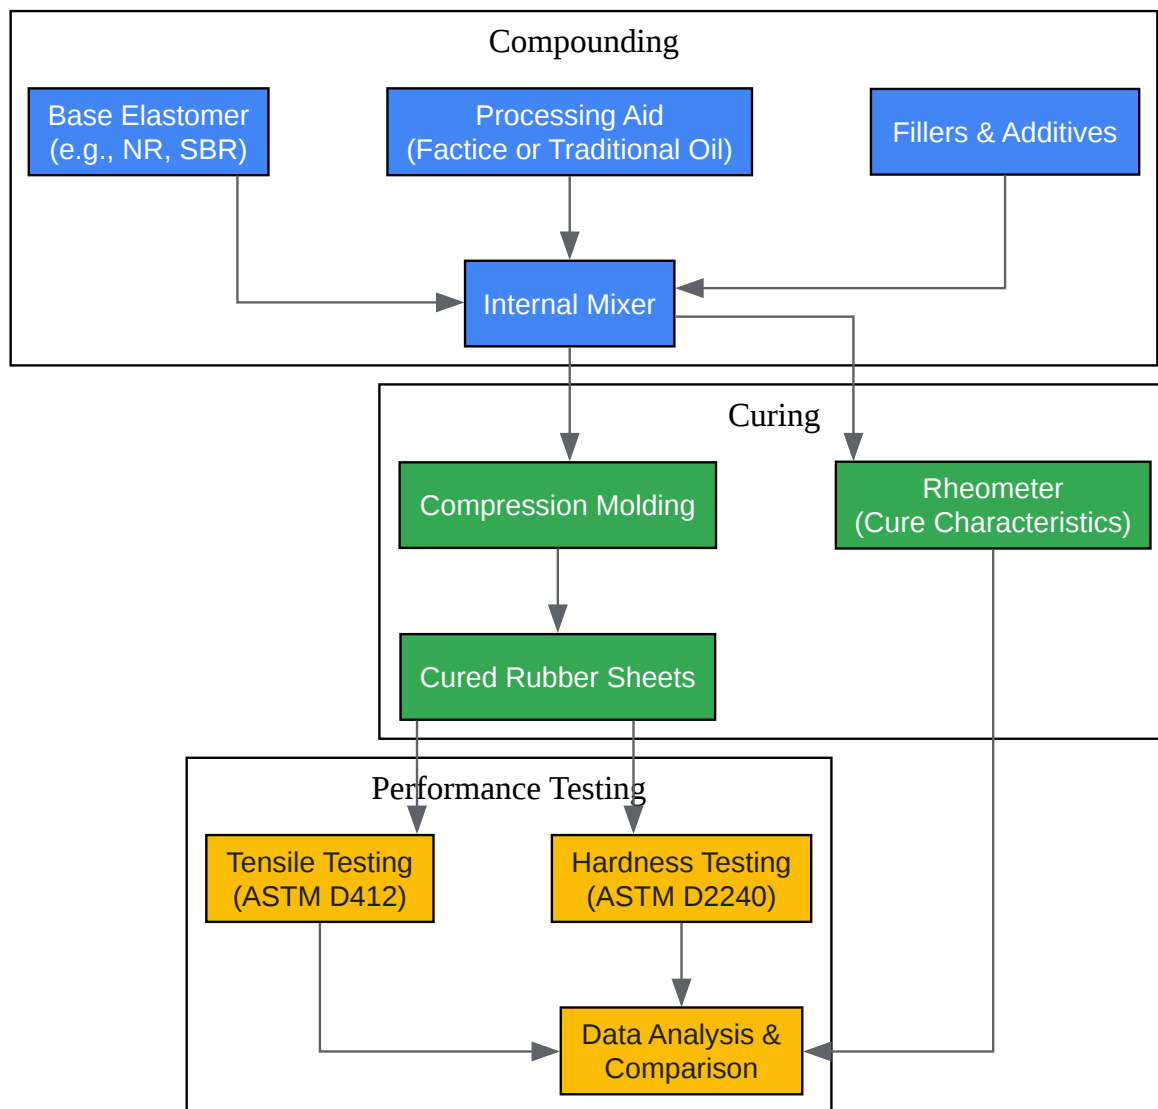 Compounding
Base Elastomer
(e.g., NR, SBR)
Processing Aid
(Factice or Traditional Oil)
Fillers & Additives
Internal Mixer
Curing
Compression Molding
Rheometer
(Cure Characteristics)
Cured Rubber Sheets
Performance Testing
Tensile Testing
(ASTM D412)
Hardness Testing
(ASTM D2240)
Data Analysis &
Comparison